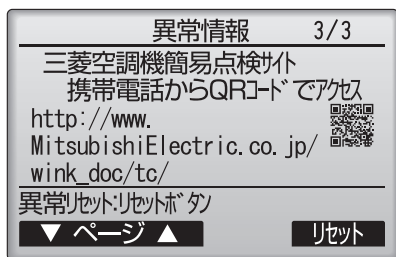 異常情報 3/3
三菱空調機簡易点検サイト
携帯電話からQRコードでアクセス
http://www.
MitsubishiElectric.co.jp/
wink_doc/tc/
異常リセット:リセットボタン
▼ ページ ▲ リセット